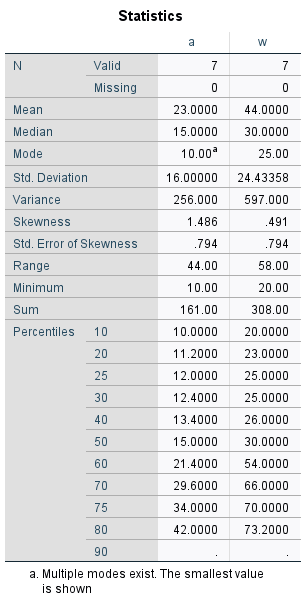 Statistics
a w
N Valid 7 7
Missing 0 0
Mean 23.0000 44.0000
Median 15.0000 30.0000
Mode 10.00a 25.00
Std. Deviation 16.00000 24.43358
Variance 256.000 597.000
Skewness 1.486 .491
Std. Error of Skewness .794 .794
Range 44.00 58.00
Minimum 10.00 20.00
Sum 161.00 308.00
Percentiles 10 10.0000 20.0000
20 11.2000 23.0000
25 12.0000 25.0000
30 12.4000 25.0000
40 13.4000 26.0000
50 15.0000 30.0000
60 21.4000 54.0000
70 29.6000 66.0000
75 34.0000 70.0000
80 42.0000 73.2000
90 . .
a. Multiple modes exist. The smallest value
is shown